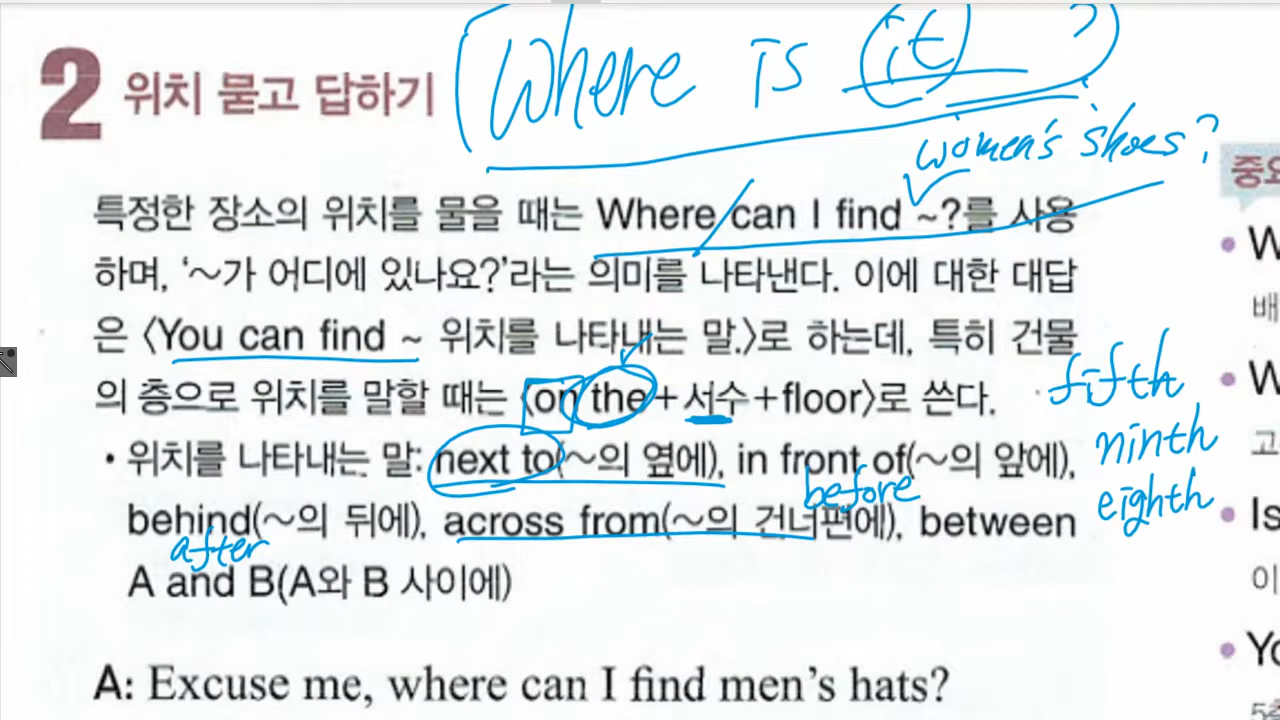 Where is it ?
2 위치 묻고 답하기
women's shoes?
중요
특정한 장소의 위치를 물을 때는 Where can I find ~?를 사용
하며, '~가 어디에 있나요?'라는 의미를 나타낸다. 이에 대한 대답
은 〈You can find ~ 위치를 나타내는 말.〉로 하는데, 특히 건물
의 층으로 위치를 말할 때는 〈on the+서수+floor〉로 쓴다.
fifth
• 위치를 나타내는 말: next to(~의 옆에), in front of(~의 앞에),
ninth
before
eighth
behind(~의 뒤에), across from(~의 건너편에), between
after
A and B(A와 B 사이에)
A: Excuse me, where can I find men's hats?
• W
배
• W
고
• Is
이
• Yo
5층